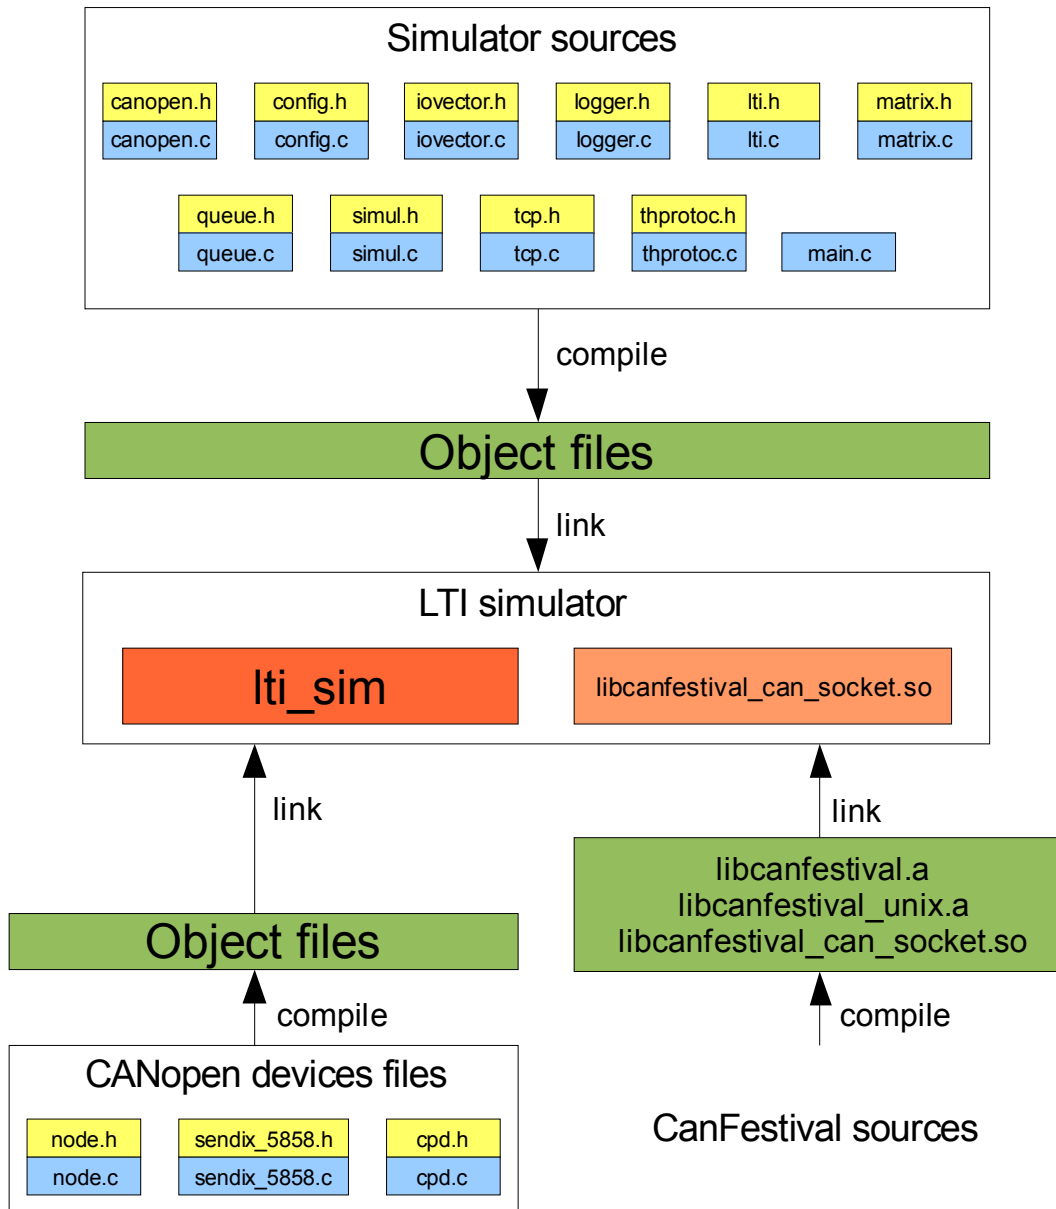 Simulator sources
canopen.h config.h iovector.h logger.h lti.h matrix.h
canopen.c config.c iovector.c logger.c lti.c matrix.c
queue.h simul.h tcp.h thprotoc.h
queue.c simul.c tcp.c thprotoc.c main.c
compile
Object files
link
LTI simulator
lti_sim
libcanfestival_can_socket.so
link
link
libcanfestival.a
libcanfestival_unix.a
libcanfestival_can_socket.so
Object files
compile
compile
CANopen devices files
node.h sendix_5858.h cpd.h
node.c sendix_5858.c cpd.c
CanFestival sources